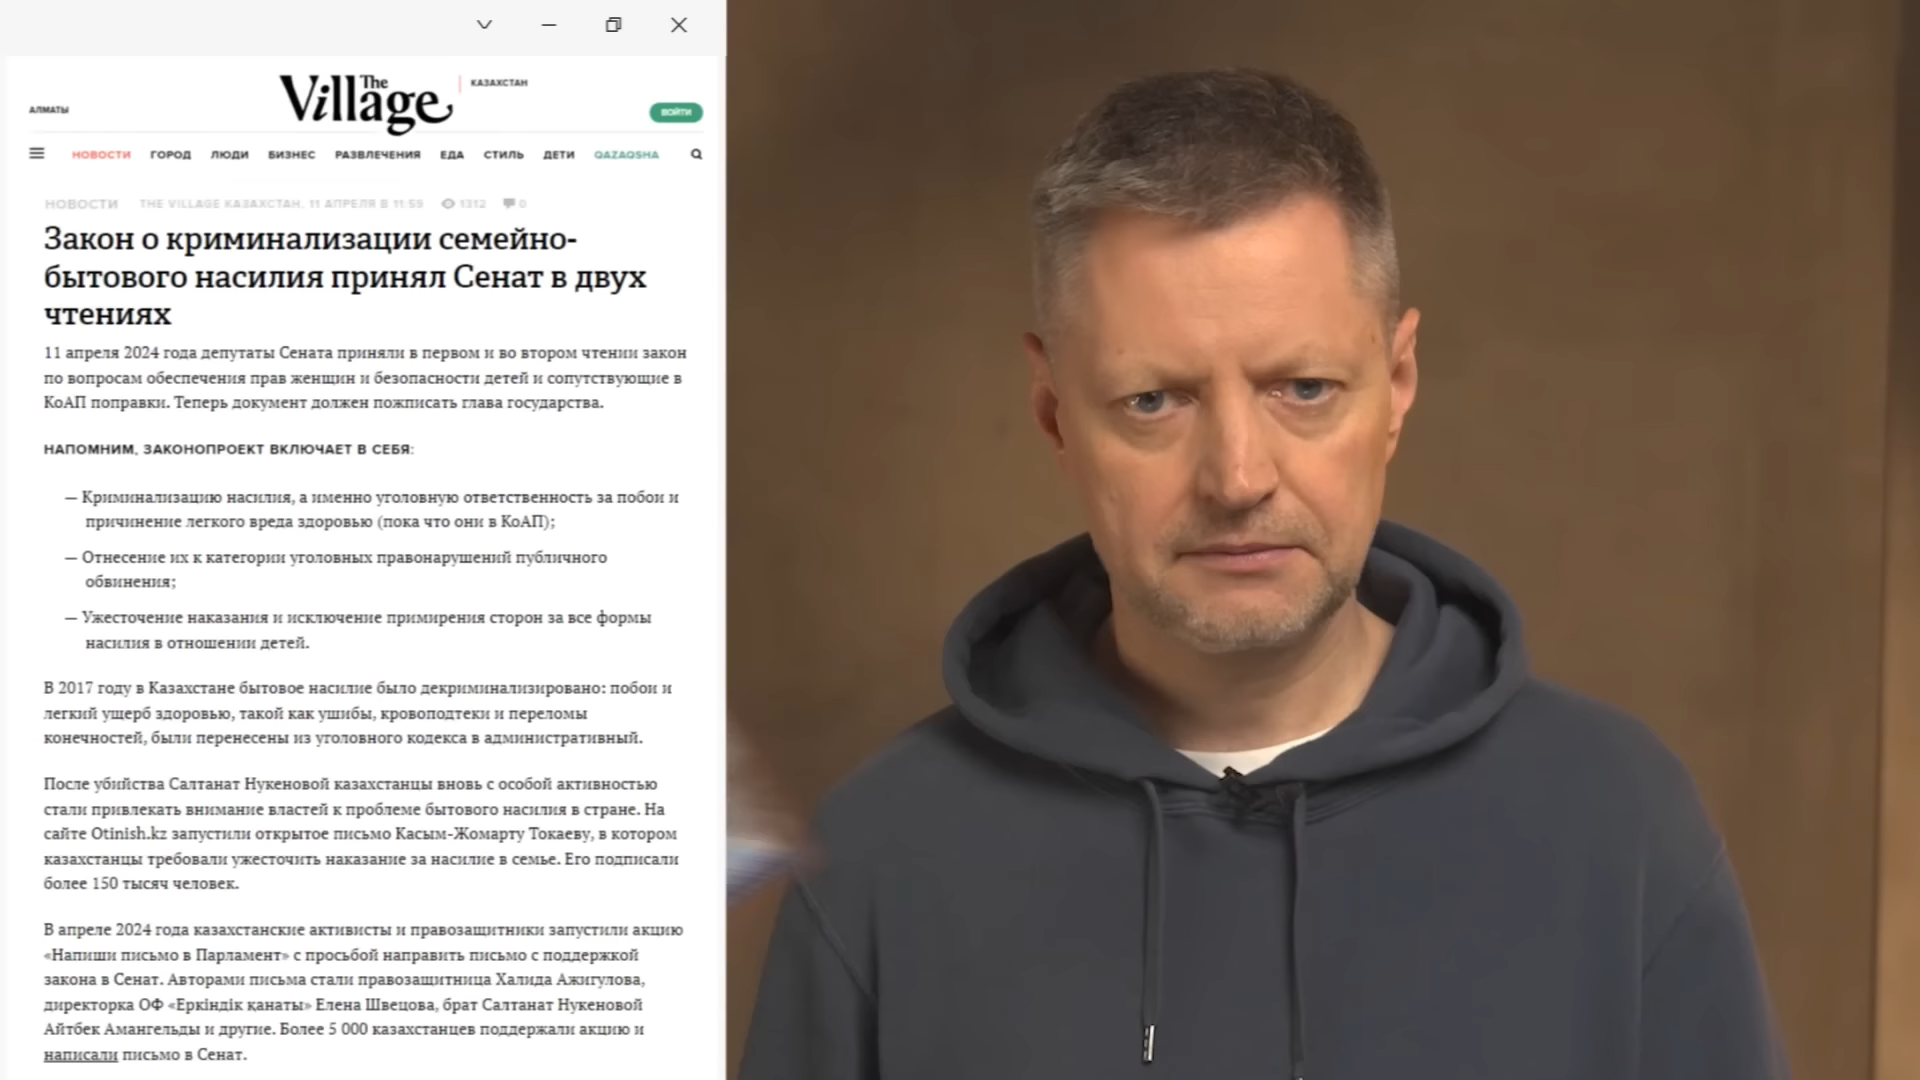 The
Village
КАЗАХСТАН
АЛМАТЫ
ВОЙТИ
НОВОСТИ ГОРОД ЛЮДИ БИЗНЕС РАЗВЛЕЧЕНИЯ ЕДА СТИЛЬ ДЕТИ QAZAQSHA
НОВОСТИ THE VILLAGE КАЗАХСТАН, 11 АПРЕЛЯ В 11:59 1312 0
Закон о криминализации семейно-
бытового насилия принял Сенат в двух
чтениях
11 апреля 2024 года депутаты Сената приняли в первом и во втором чтении закон
по вопросам обеспечения прав женщин и безопасности детей и сопутствующие в
КоАП поправки. Теперь документ должен пожписать глава государства.
НАПОМНИМ, ЗАКОНОПРОЕКТ ВКЛЮЧАЕТ В СЕБЯ:
— Криминализацию насилия, а именно уголовную ответственность за побои и
причинение легкого вреда здоровью (пока что они в КоАП);
— Отнесение их к категории уголовных правонарушений публичного
обвинения;
— Ужесточение наказания и исключение примирения сторон за все формы
насилия в отношении детей.
В 2017 году в Казахстане бытовое насилие было декриминализировано: побои и
легкий ущерб здоровью, такой как ушибы, кровоподтеки и переломы
конечностей, были перенесены из уголовного кодекса в административный.
После убийства Салтанат Нукеновой казахстанцы вновь с особой активностью
стали привлекать внимание властей к проблеме бытового насилия в стране. На
сайте Otinish.kz запустили открытое письмо Касым-Жомарту Токаеву, в котором
казахстанцы требовали ужесточить наказание за насилие в семье. Его подписали
более 150 тысяч человек.
В апреле 2024 года казахстанские активисты и правозащитники запустили акцию
«Напиши письмо в Парламент» с просьбой направить письмо с поддержкой
закона в Сенат. Авторами письма стали правозащитница Халида Ажигулова,
директорка ОФ «Еркіндік қанаты» Елена Швецова, брат Салтанат Нукеновой
Айтбек Амангельды и другие. Более 5 000 казахстанцев поддержали акцию и
написали письмо в Сенат.